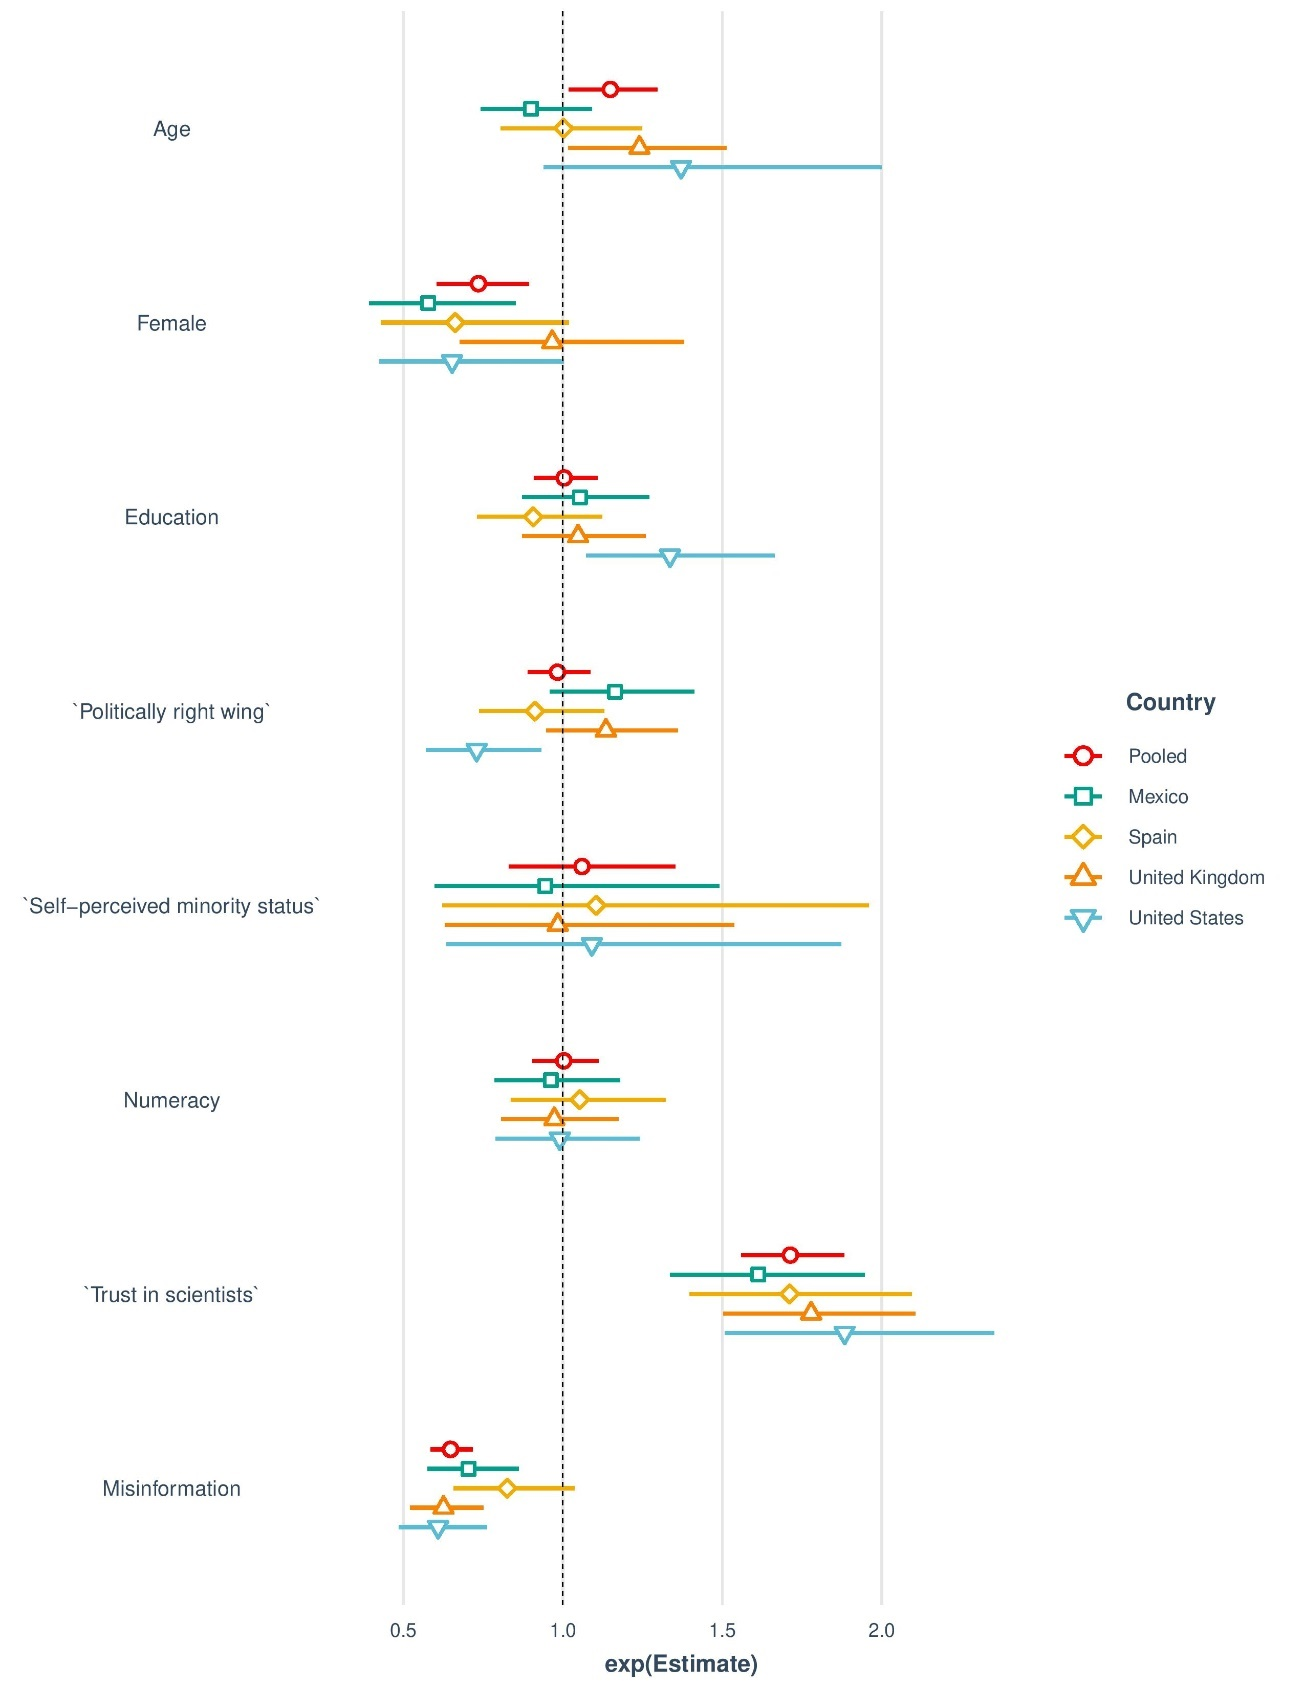 Age
Female
Education
`Politically right wing`
`Self−perceived minority status`
Numeracy
`Trust in scientists`
Misinformation
0.5 1.0 1.5 2.0
exp(Estimate)
Country
Pooled
Mexico
Spain
United Kingdom
United States